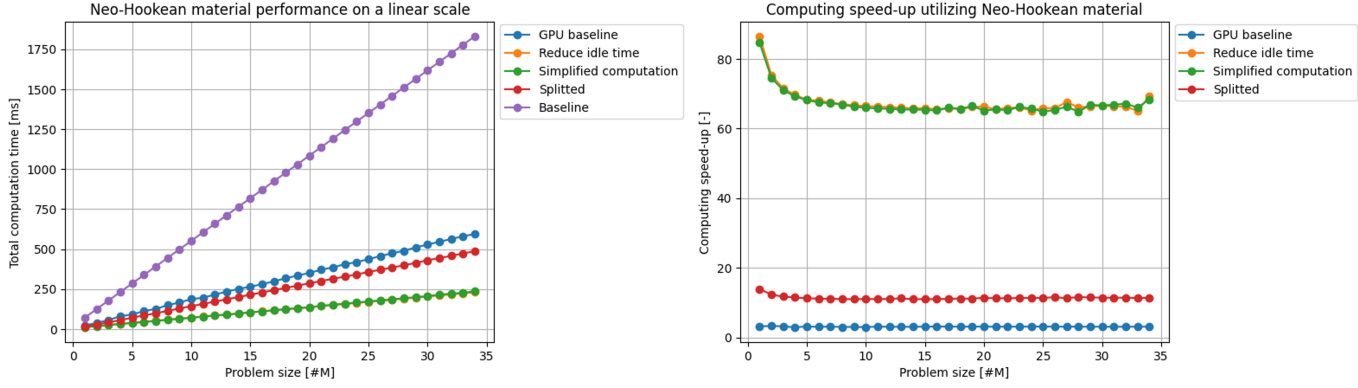 Neo-Hookean material performance on a linear scale
Total computation time [ms]
1750
1500
1250
1000
750
500
250
0
0 5 10 15 20 25 30 35
Problem size [#M]
GPU baseline
Reduce idle time
Simplified computation
Splitted
Baseline
Computing speed-up utilizing Neo-Hookean material
Computing speed-up [-]
80
60
40
20
0
0 5 10 15 20 25 30 35
Problem size [#M]
GPU baseline
Reduce idle time
Simplified computation
Splitted